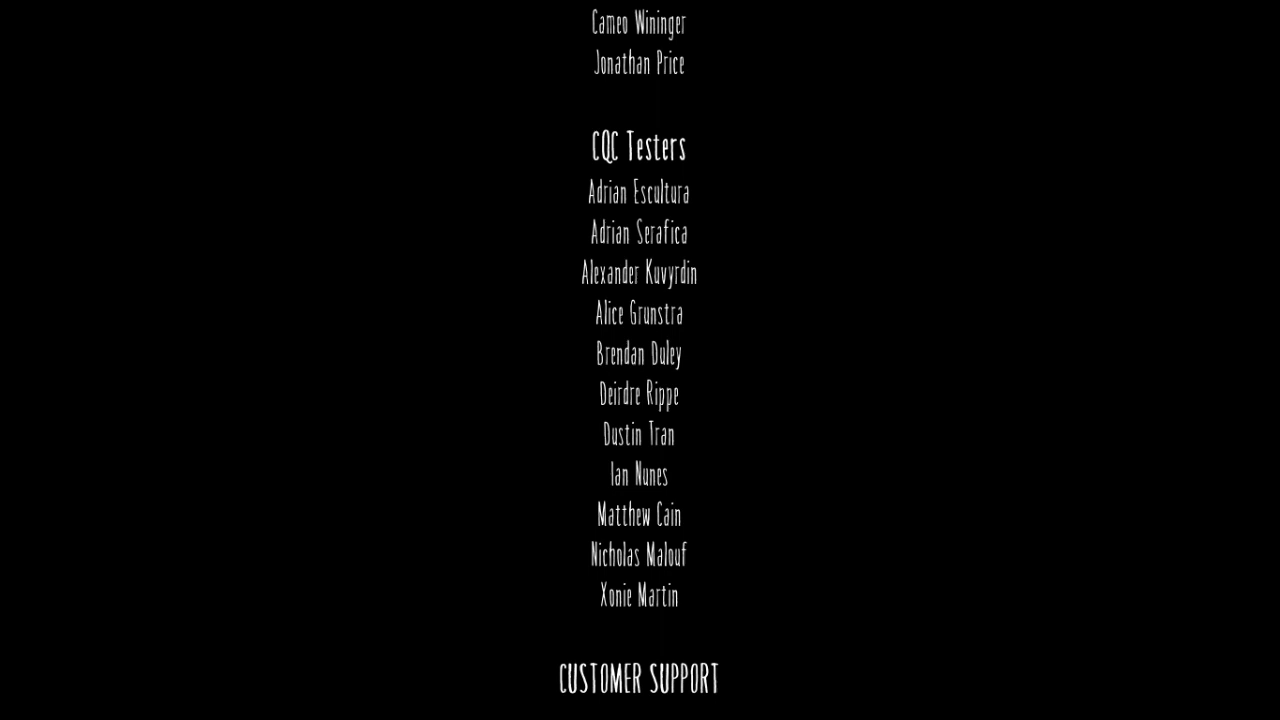 Cameo Wininger
Jonathan Price
CQC Testers
Adrian Escultura
Adrian Serafica
Alexander Kuvyrdin
Alice Grunstra
Brendan Duley
Deirdre Rippe
Dustin Tran
Ian Nunes
Matthew Cain
Nicholas Malouf
Xonie Martin
CUSTOMER SUPPORT